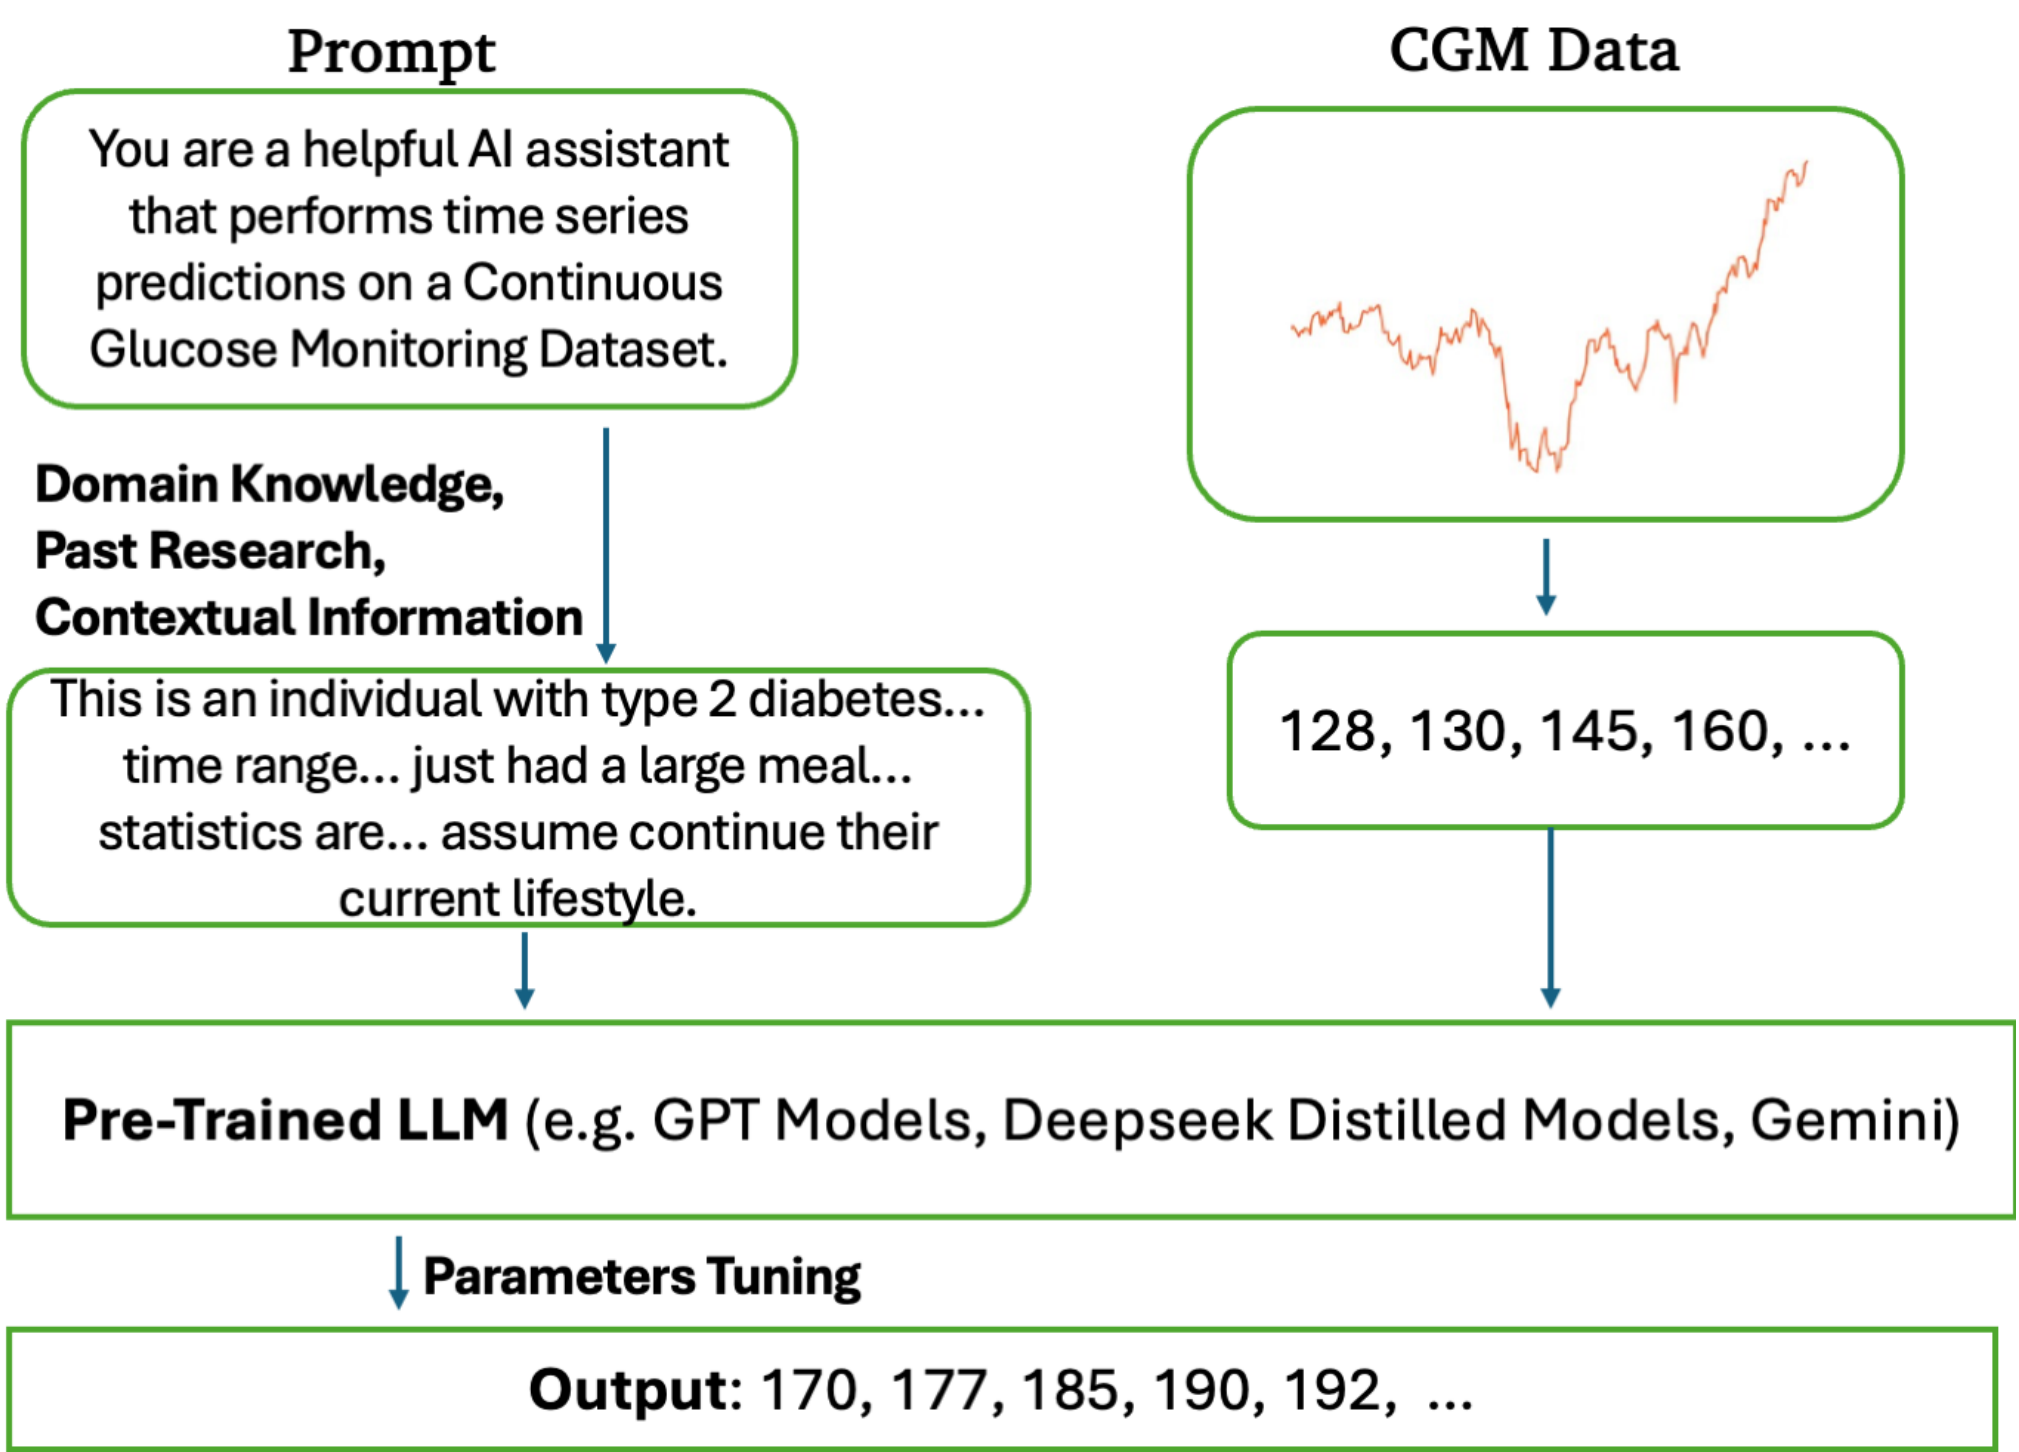 Prompt
You are a helpful AI assistant
that performs time series
predictions on a Continuous
Glucose Monitoring Dataset.
Domain Knowledge,
Past Research,
Contextual Information
This is an individual with type 2 diabetes...
time range... just had a large meal...
statistics are... assume continue their
current lifestyle.
CGM Data
128, 130, 145, 160, ...
Pre-Trained LLM (e.g. GPT Models, Deepseek Distilled Models, Gemini)
Parameters Tuning
Output: 170, 177, 185, 190, 192, ...